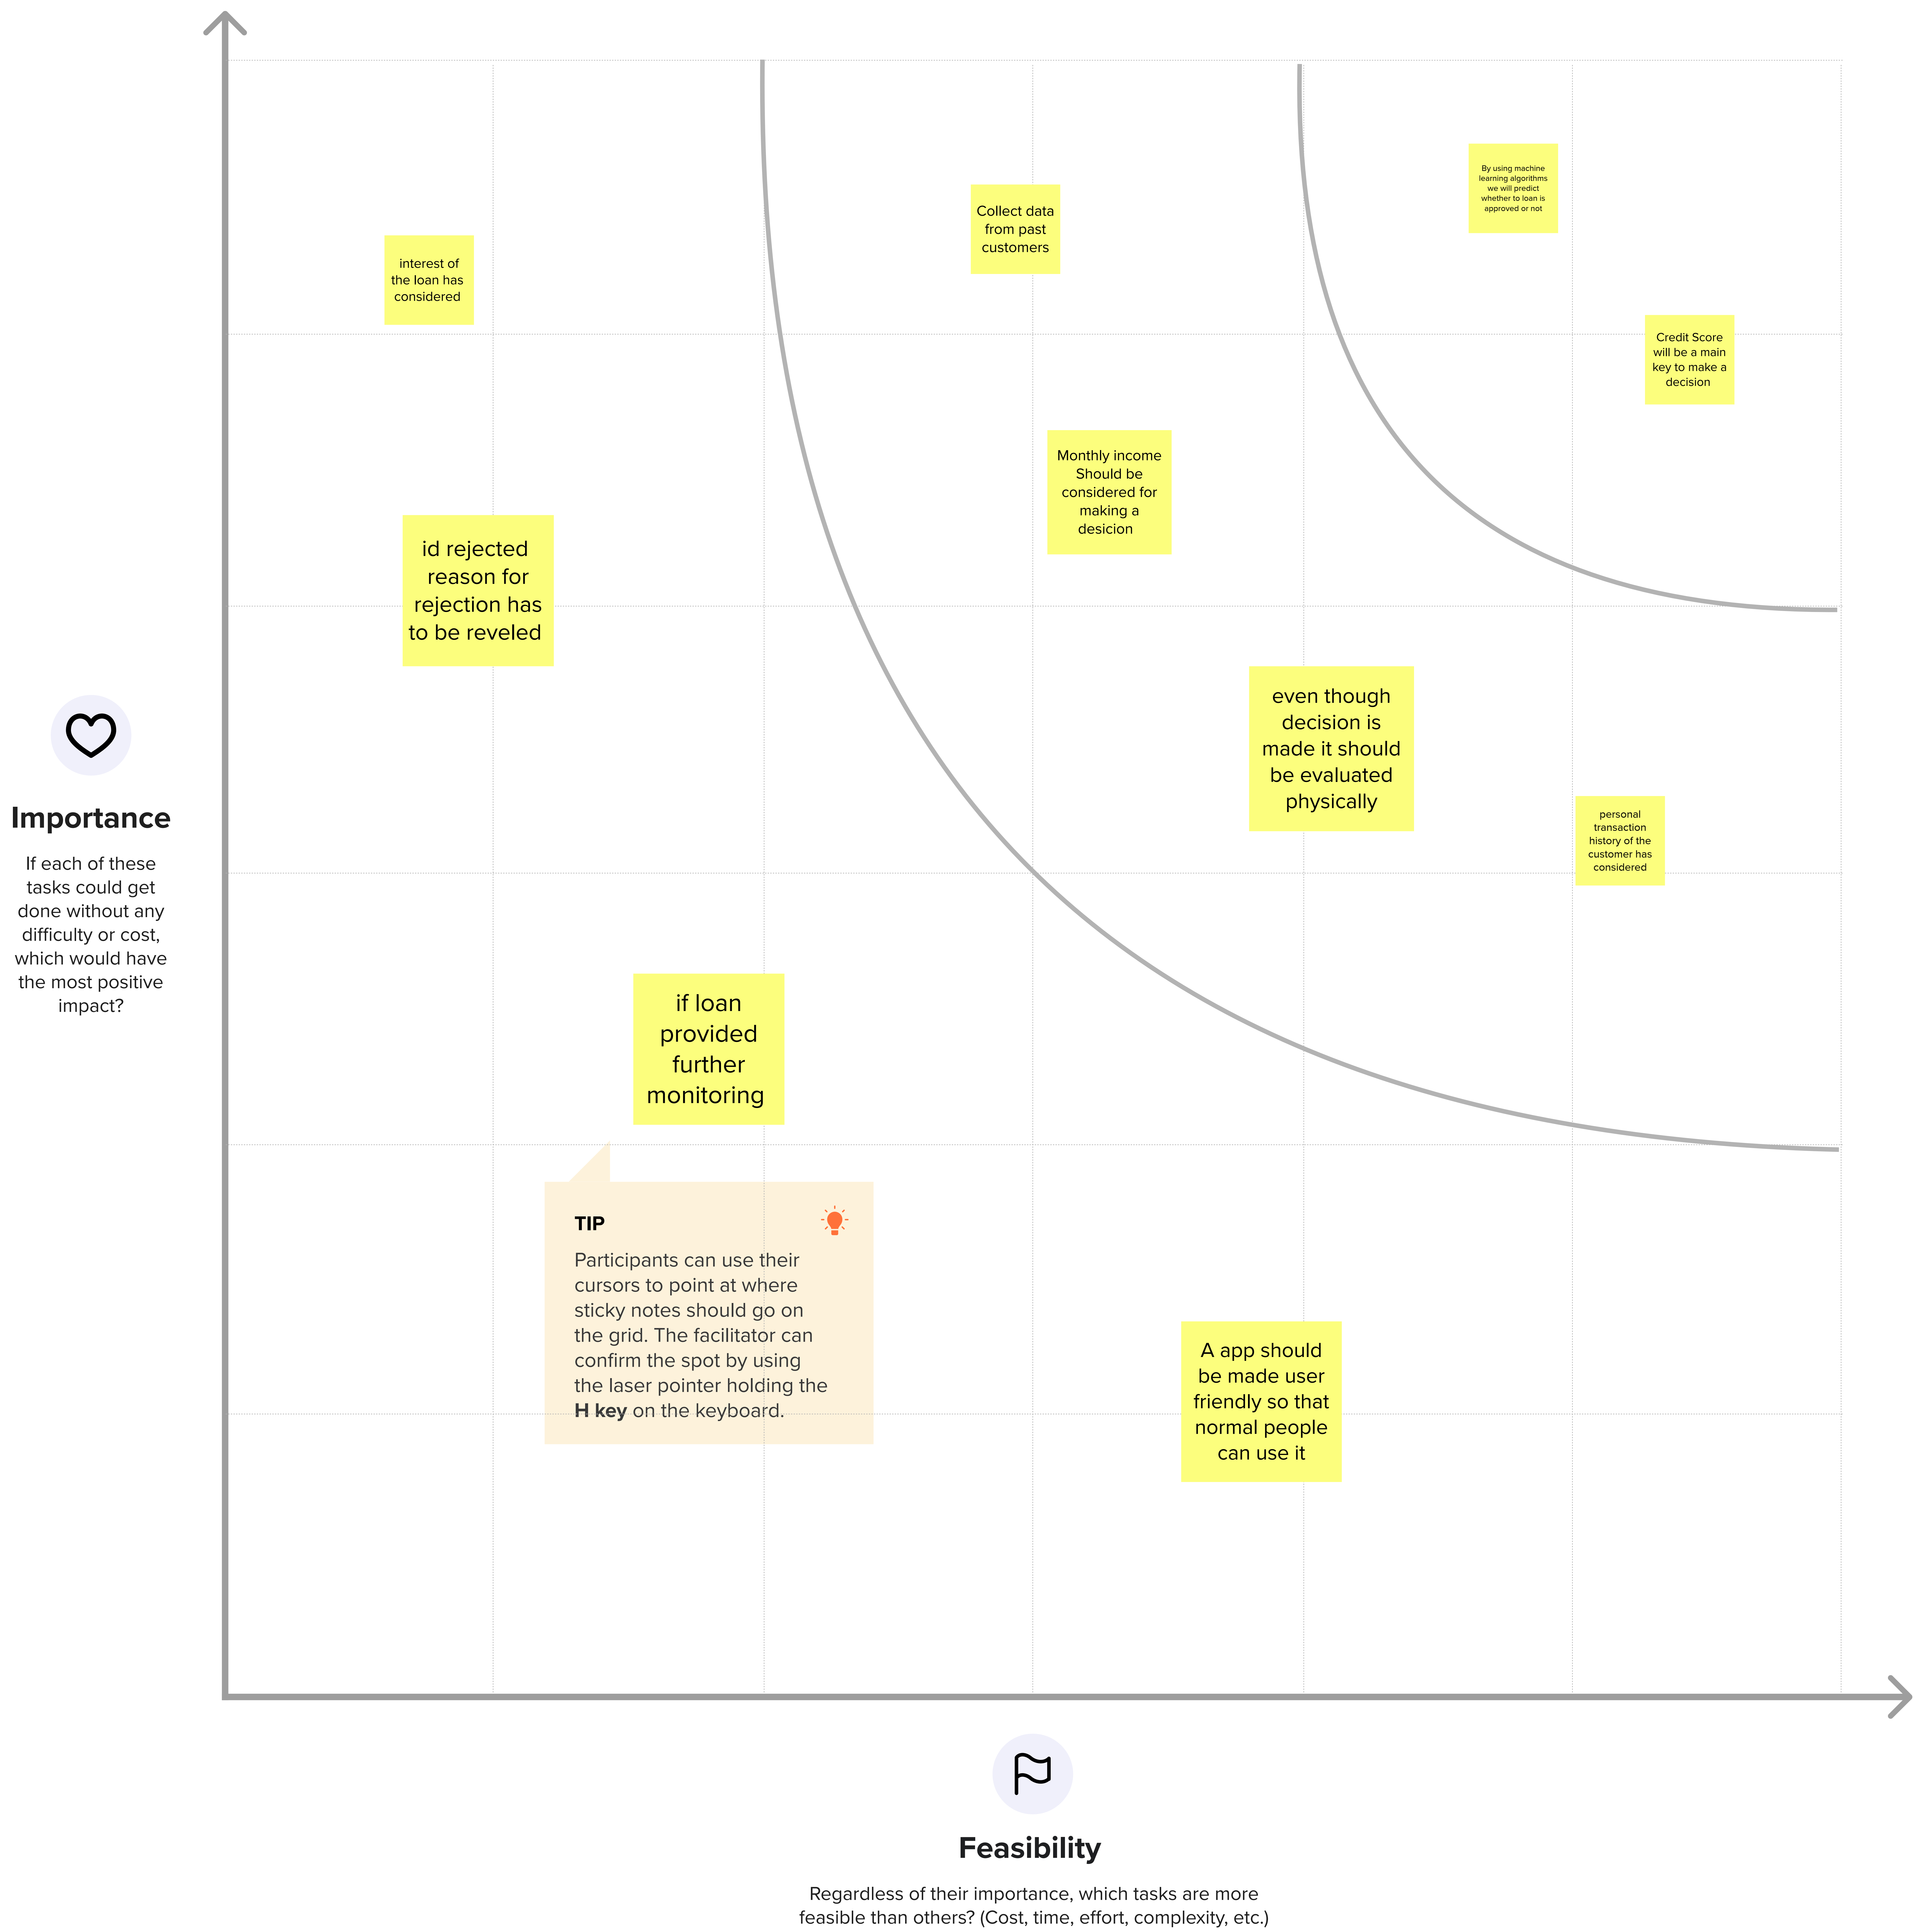 By using machine
learning algorithms
we will predict
whether to loan is
approved or not
Collect data
from past
customers
interest of
the loan has
considered
Credit Score
will be a main
key to make a
decision
Monthly income
Should be
considered for
making a
desicion
id rejected
reason for
rejection has
to be reveled
even though
decision is
made it should
be evaluated
physically
personal
transaction
history of the
customer has
considered
Importance
If each of these
tasks could get
done without any
difficulty or cost,
which would have
the most positive
impact?
if loan
provided
further
monitoring
TIP
Participants can use their
cursors to point at where
sticky notes should go on
the grid. The facilitator can
confirm the spot by using
the laser pointer holding the
H key on the keyboard.
A app should
be made user
friendly so that
normal people
can use it
Feasibility
Regardless of their importance, which tasks are more
feasible than others? (Cost, time, effort, complexity, etc.)